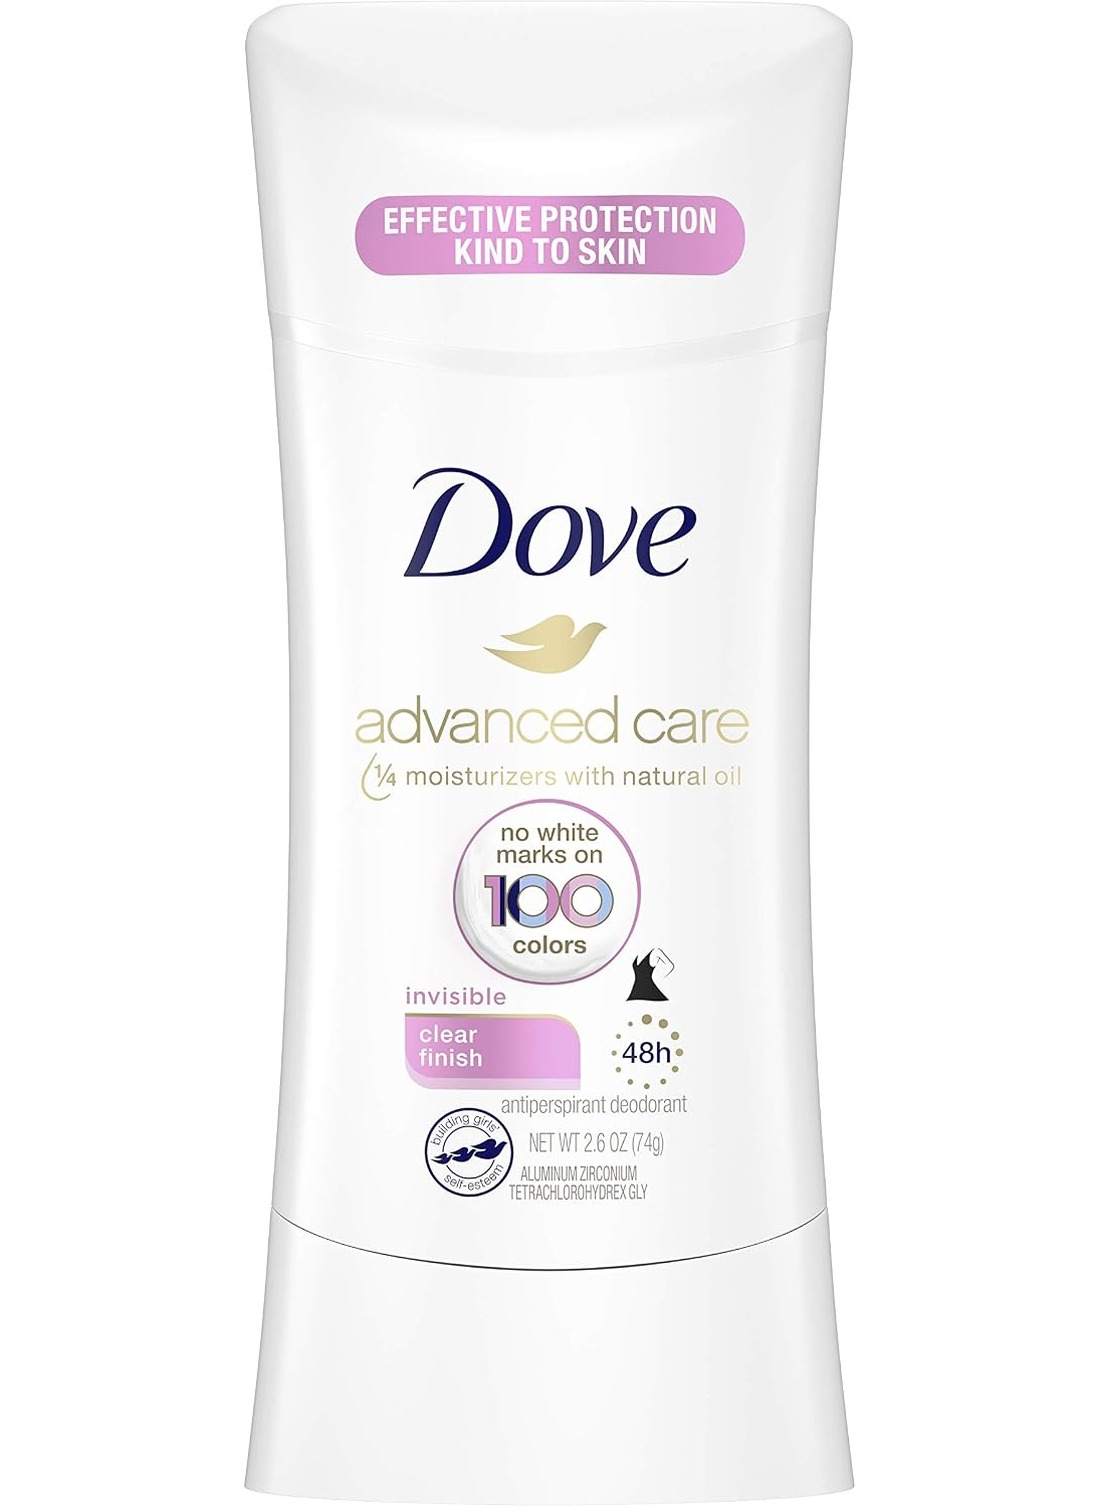 EFFECTIVE PROTECTION
KIND TO SKIN
Dove
advanced care
¼ moisturizers with natural oil
no white
marks on
100
colors
invisible
clear
finish
48h
antiperspirant deodorant
building girls'
self-esteem
NET WT 2.6 OZ (74g)
ALUMINUM ZIRCONIUM
TETRACHLOROHYDREX GLY